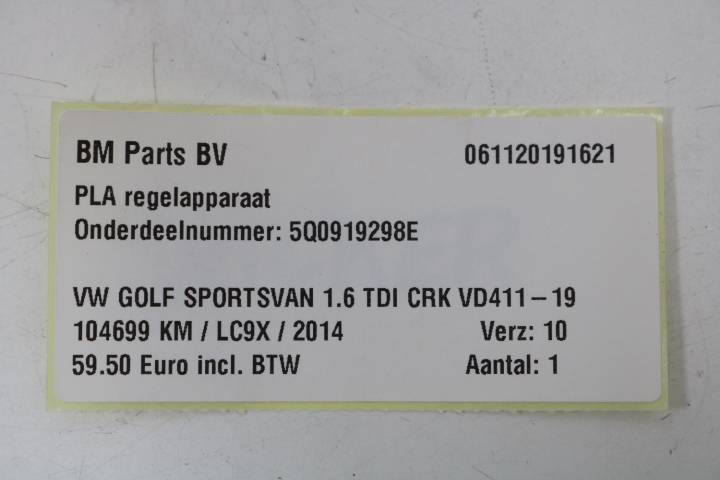 BM Parts BV 061120191621
PLA regelapparaat
Onderdeelnummer: 5Q0919298E
VW GOLF SPORTSVAN 1.6 TDI CRK VD411-19
104699 KM / LC9X / 2014 Verz: 10
59.50 Euro incl. BTW Aantal: 1